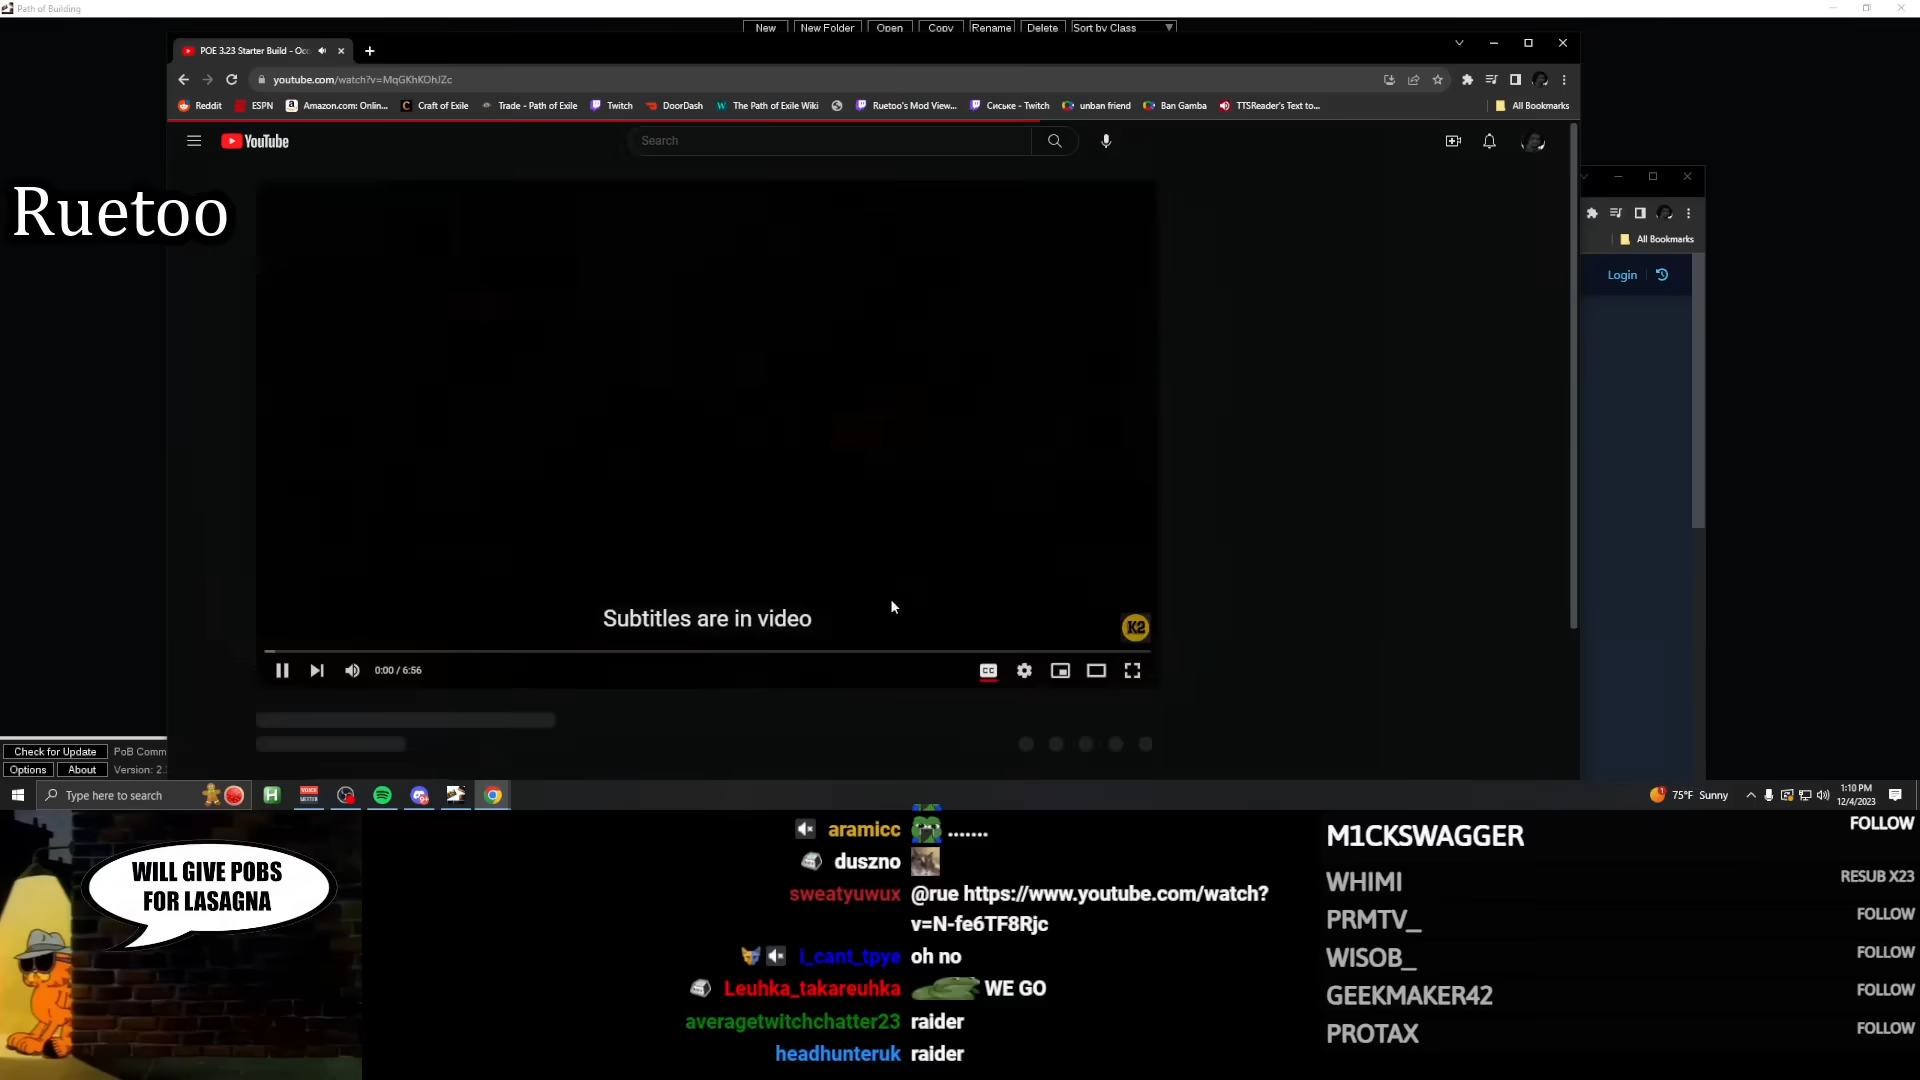 Path of Building
New
New Folder
Open
Copy
Rename
Delete
Sort by Class
POE 3.23 Starter Build - Occ
youtube.com/watch?v=MqGKhKOhJZc
Reddit
ESPN
Amazon.com: Onlin...
Craft of Exile
Trade - Path of Exile
Twitch
DoorDash
The Path of Exile Wiki
Ruetoo's Mod View...
Сиськe - Twitch
unban friend
Ban Gamba
TTSReader's Text to...
All Bookmarks
YouTube
Search
Ruetoo
All Bookmarks
Login
Subtitles are in video
K2
0:00 / 6:56
CC
Check for Update
PoB Comm
Options
About
Version: 2.
Type here to search
75°F Sunny
1:10 PM
12/4/2023
WILL GIVE POBS
FOR LASAGNA
aramicc .......
duszno
sweatyuwux @rue https://www.youtube.com/watch?
v=N-fe6TF8Rjc
I_cant_tpye oh no
Leuhka_takareuhka WE GO
averagetwitchchatter23 raider
headhunteruk raider
M1CKSWAGGER FOLLOW
WHIMI RESUB X23
PRMTV_ FOLLOW
WISOB_ FOLLOW
GEEKMAKER42 FOLLOW
PROTAX FOLLOW